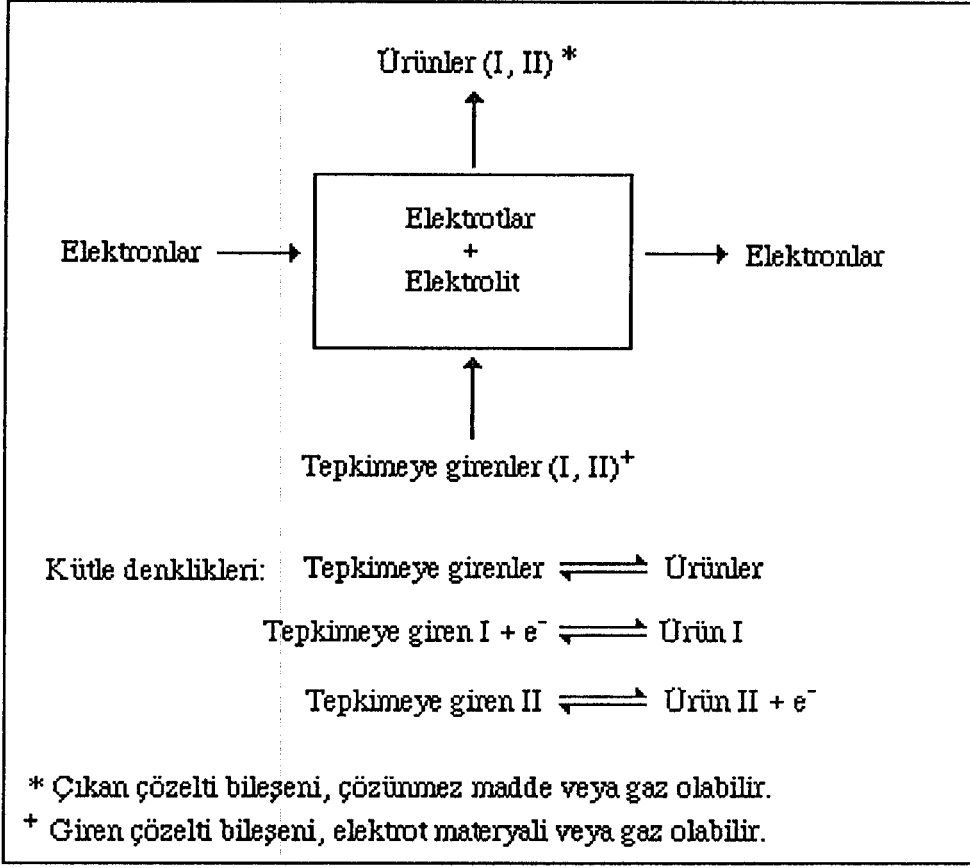 Ürünler (I, II) *
Elektrotlar
+
Elektrolit
Elektronlar
Elektronlar
Tepkimeye girenler (I, II)⁺
Kütle denklikleri: Tepkimeye girenler ⇌ Ürünler
Tepkimeye giren I + e⁻ ⇌ Ürün I
Tepkimeye giren II ⇌ Ürün II + e⁻
* Çıkan çözelti bileşeni, çözünmez madde veya gaz olabilir.
⁺ Giren çözelti bileşeni, elektrot materyali veya gaz olabilir.